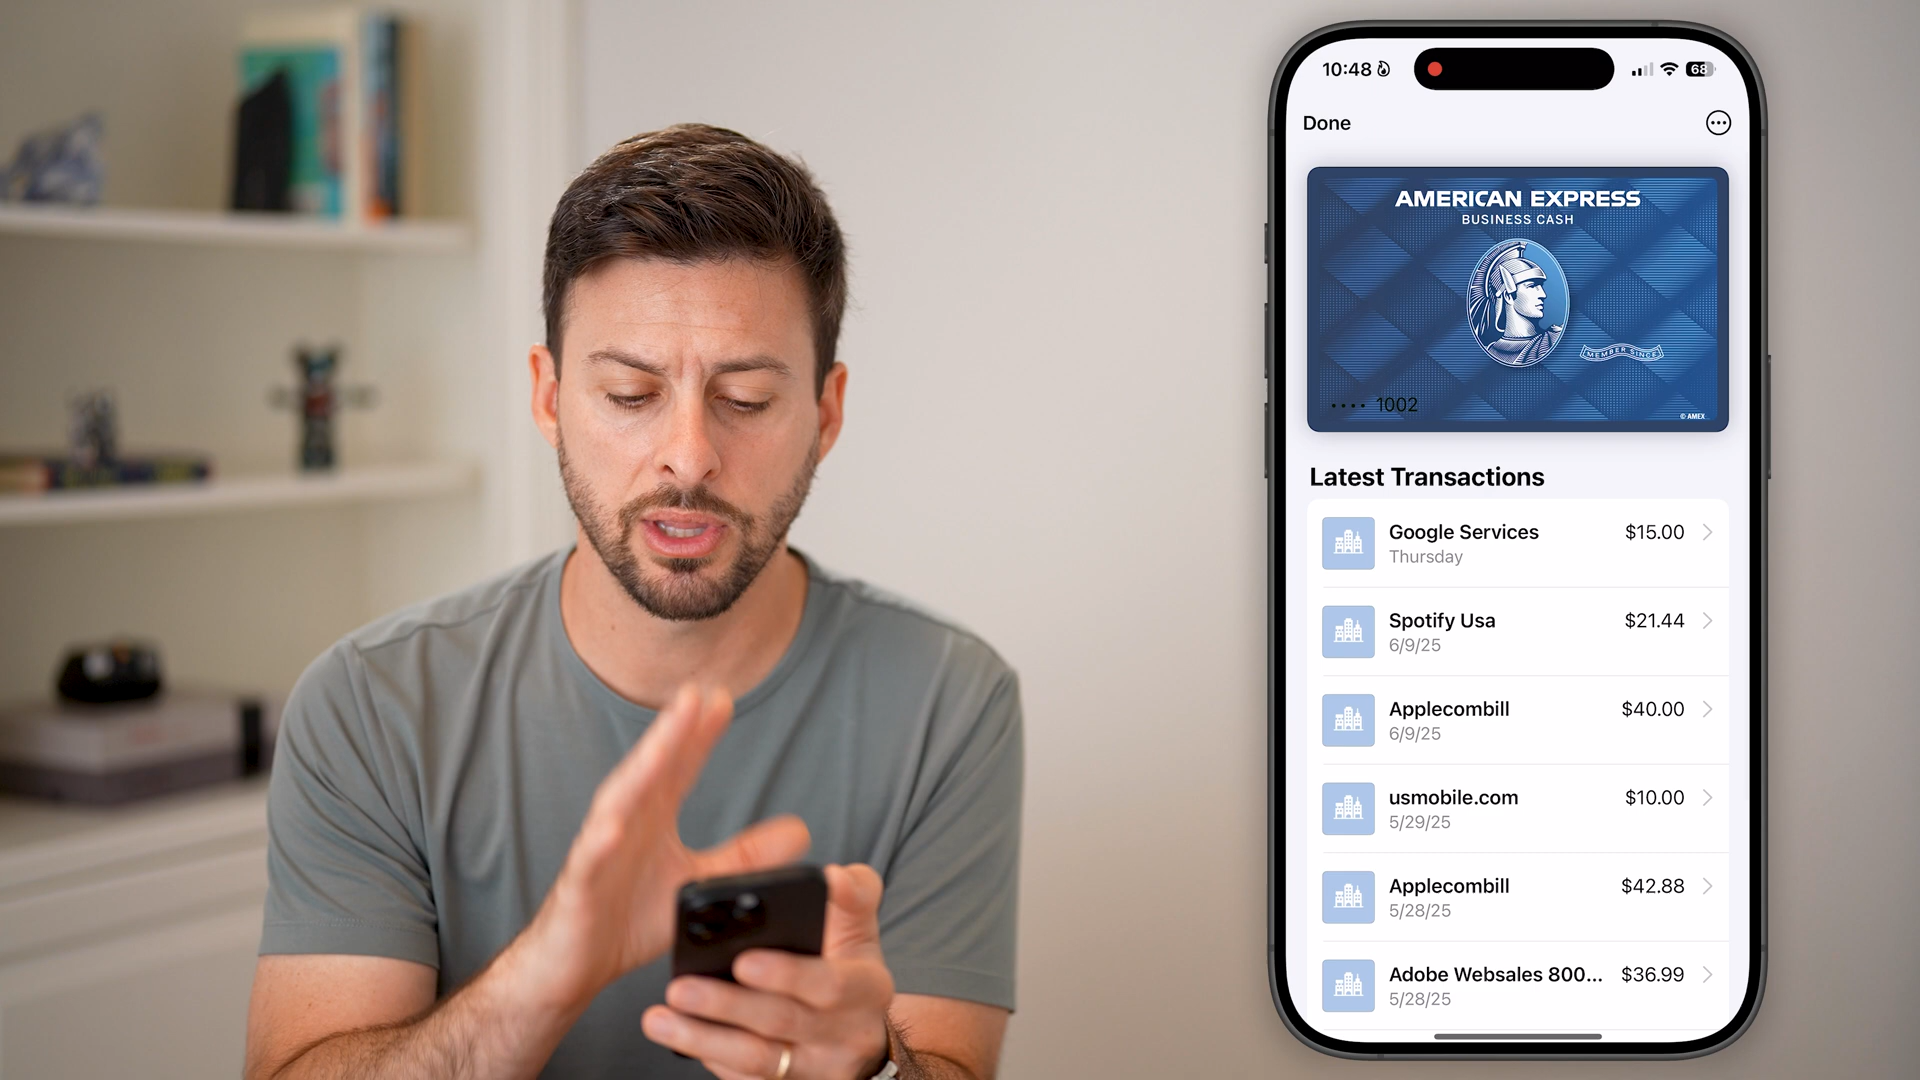 10:48
68
Done
AMERICAN EXPRESS
BUSINESS CASH
MEMBER SINCE
•••• 1002
© AMEX
Latest Transactions
Google Services $15.00
Thursday
Spotify Usa $21.44
6/9/25
Applecombill $40.00
6/9/25
usmobile.com $10.00
5/29/25
Applecombill $42.88
5/28/25
Adobe Websales 800... $36.99
5/28/25